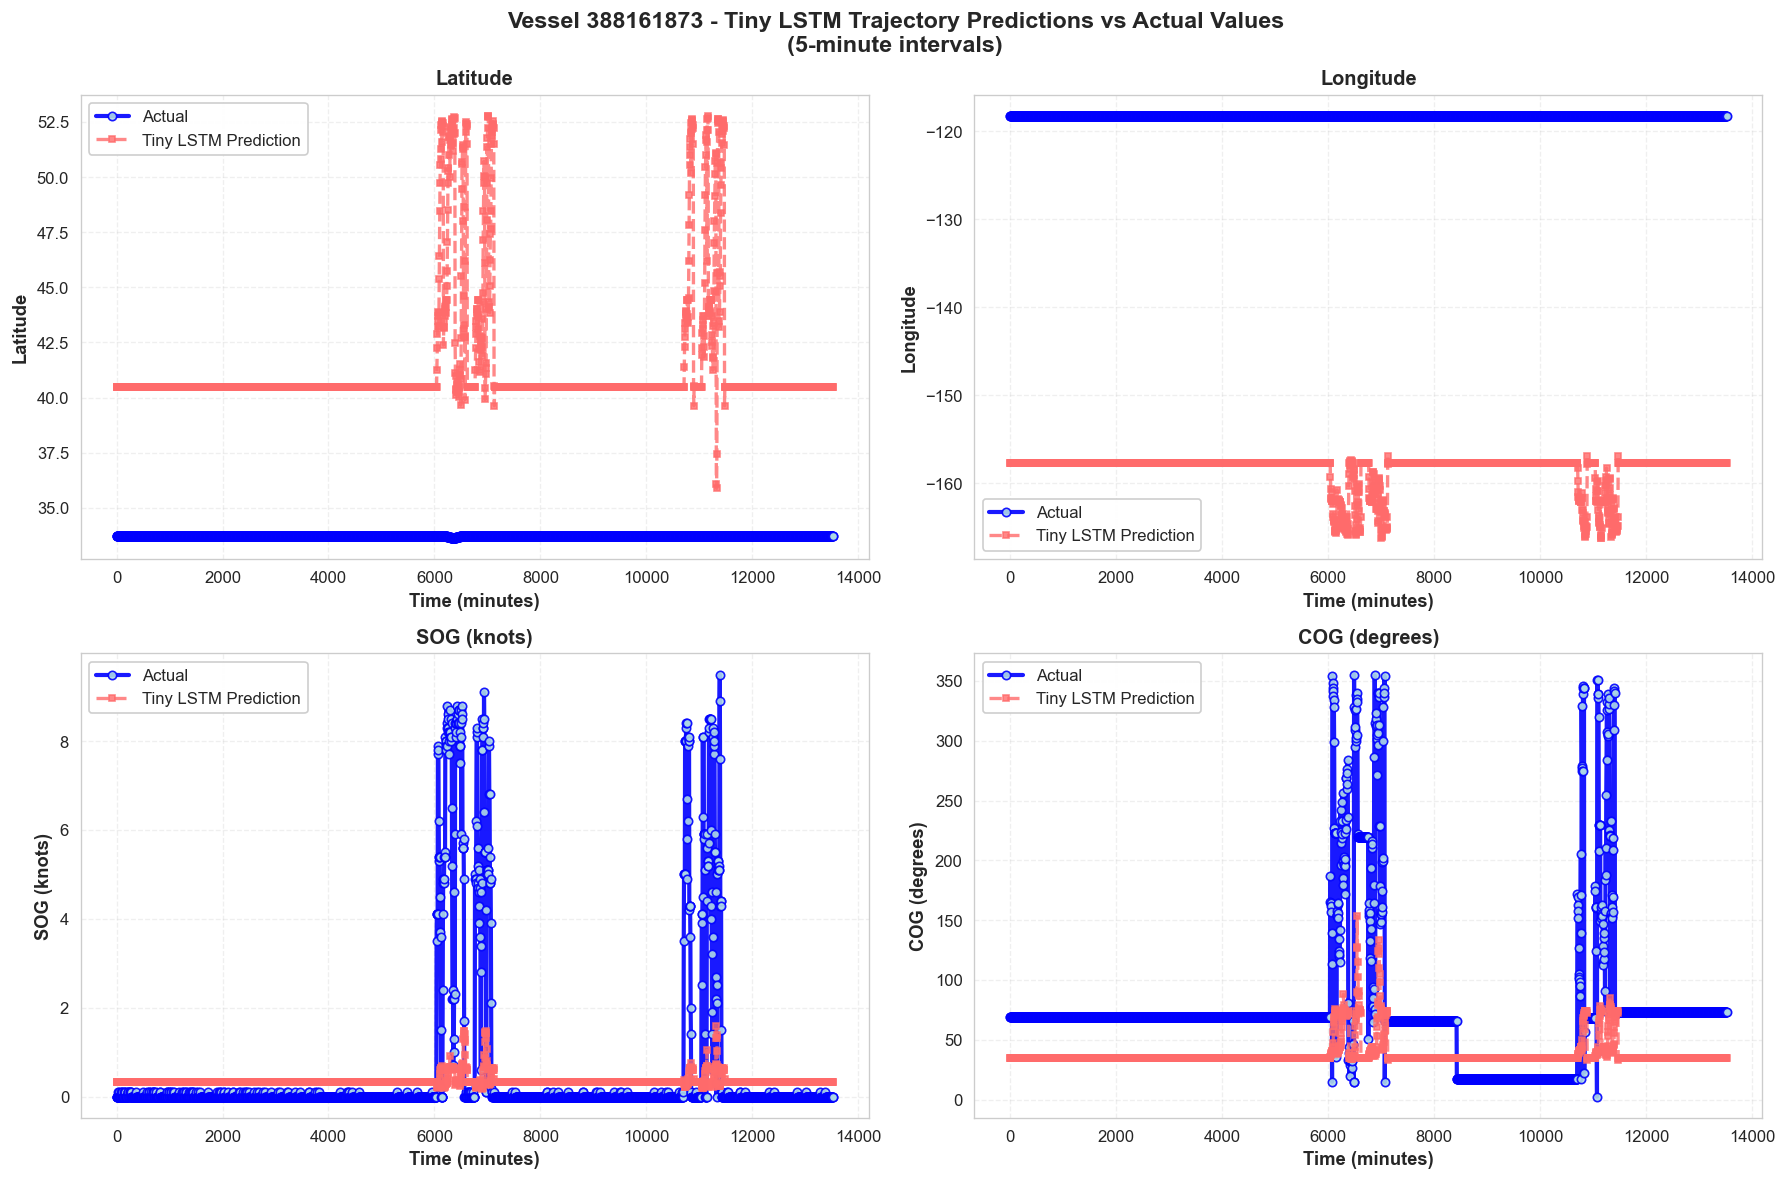 Vessel 388161873 - Tiny LSTM Trajectory Predictions vs Actual Values
(5-minute intervals)
Latitude
Actual
Tiny LSTM Prediction
52.5
50.0
47.5
45.0
42.5
40.0
37.5
35.0
Latitude
0 2000 4000 6000 8000 10000 12000 14000
Time (minutes)
Longitude
−120
−130
−140
−150
−160
Longitude
Actual
Tiny LSTM Prediction
0 2000 4000 6000 8000 10000 12000 14000
Time (minutes)
SOG (knots)
Actual
Tiny LSTM Prediction
8
6
4
2
0
SOG (knots)
0 2000 4000 6000 8000 10000 12000 14000
Time (minutes)
COG (degrees)
Actual
Tiny LSTM Prediction
350
300
250
200
150
100
50
0
COG (degrees)
0 2000 4000 6000 8000 10000 12000 14000
Time (minutes)